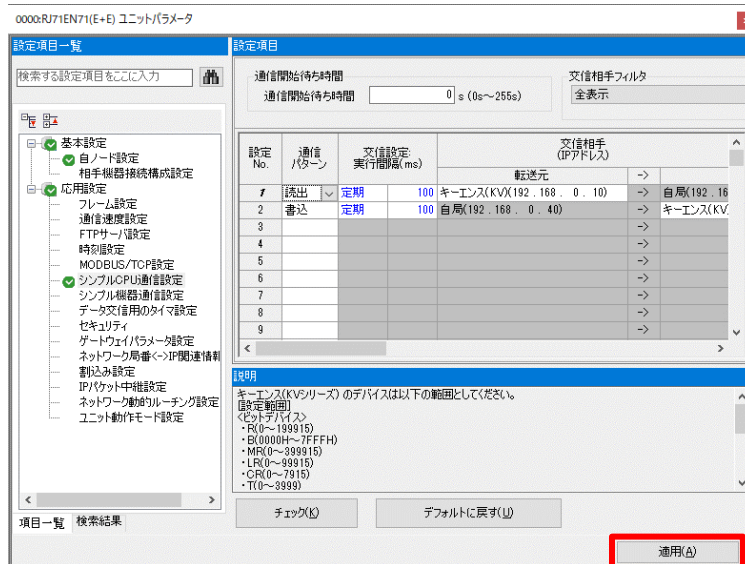 0000:RJ71EN71(E+E) ユニットパラメータ
設定項目一覧
検索する設定項目をここに入力
基本設定
自ノード設定
相手機器接続構成設定
応用設定
フレーム設定
通信速度設定
FTPサーバ設定
時刻設定
MODBUS/TCP設定
シンプルCPU通信設定
シンプル機器通信設定
データ交信用のタイマ設定
セキュリティ
ゲートウェイパラメータ設定
ネットワーク局番<->IP関連情報
割込み設定
IPパケット中継設定
ネットワーク動的ルーチング設定
ユニット動作モード設定
項目一覧 検索結果
設定項目
通信開始待ち時間
通信開始待ち時間 0 s (0s～255s)
交信相手フィルタ
全表示
設定 No. 通信 パターン 交信設定: 実行間隔(ms) 交信相手 (IPアドレス)
転送元 ->
1 読出 定期 100 キーエンス(KV)(192.168. 0. 10) -> 自局(192.16
2 書込 定期 100 自局(192.168. 0. 40) -> キーエンス(KV)
3 ->
4 ->
5 ->
6 ->
7 ->
8 ->
9 ->
説明
キーエンス(KVシリーズ) のデバイスは以下の範囲としてください。
[設定範囲]
<ビットデバイス>
・R(0～199915)
・B(0000H～7FFFH)
・MR(0～399915)
・LR(0～99915)
・CR(0～7915)
・T(0～3999)
チェック(K) デフォルトに戻す(U)
適用(A)